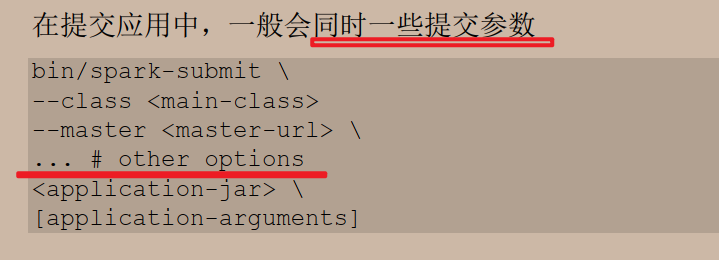 在提交应用中，一般会同时一些提交参数
bin/spark-submit \
--class <main-class>
--master <master-url> \
... # other options
<application-jar> \
[application-arguments]